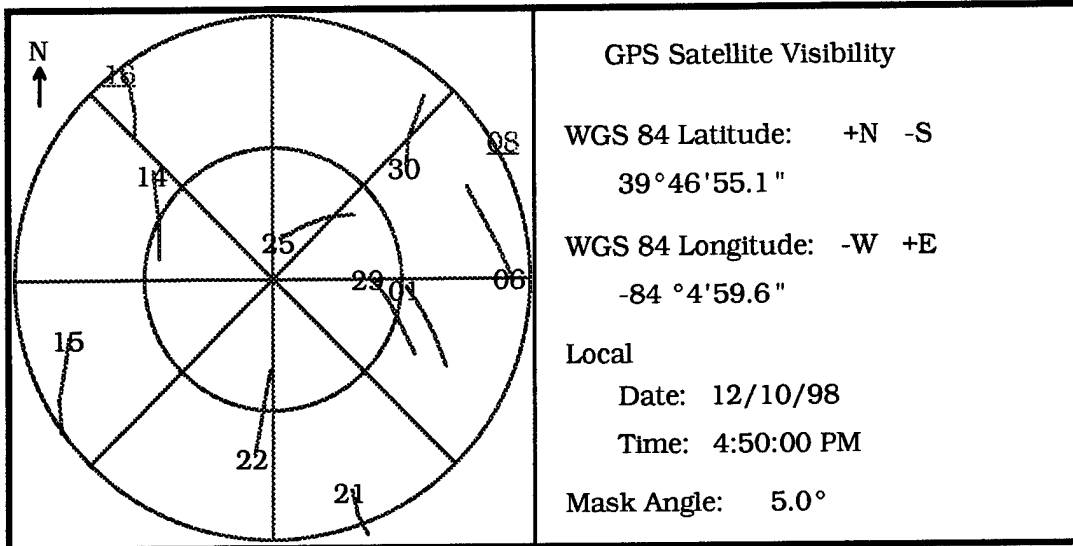 N
16
08
14
30
25
29
01
06
15
22
21
GPS Satellite Visibility
WGS 84 Latitude: +N -S
39°46'55.1"
WGS 84 Longitude: -W +E
-84 °4'59.6"
Local
Date: 12/10/98
Time: 4:50:00 PM
Mask Angle: 5.0°